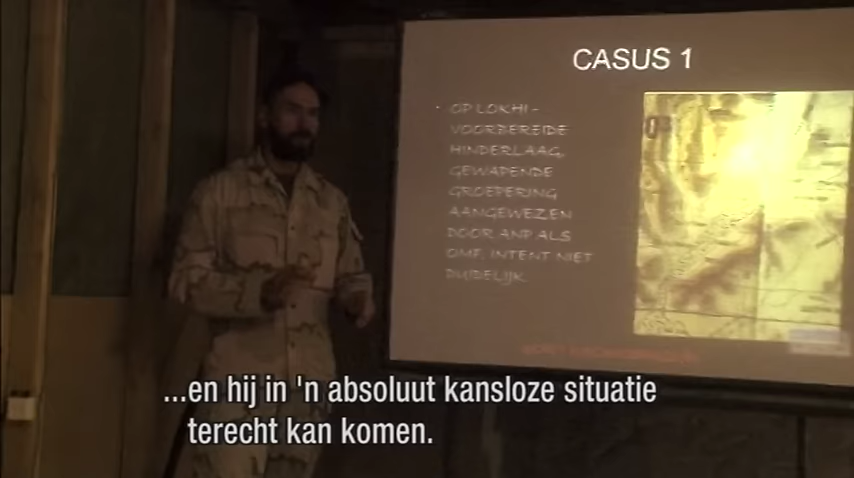 CASUS 1
• OP LOKHI -
VOORBEREIDE
HINDERLAAG,
GEWAPENDE
GROEPERING
AANGEWEZEN
DOOR ANP ALS
OMF. INTENT NIET
DUIDELIJK.
...en hij in 'n absoluut kansloze situatie
terecht kan komen.